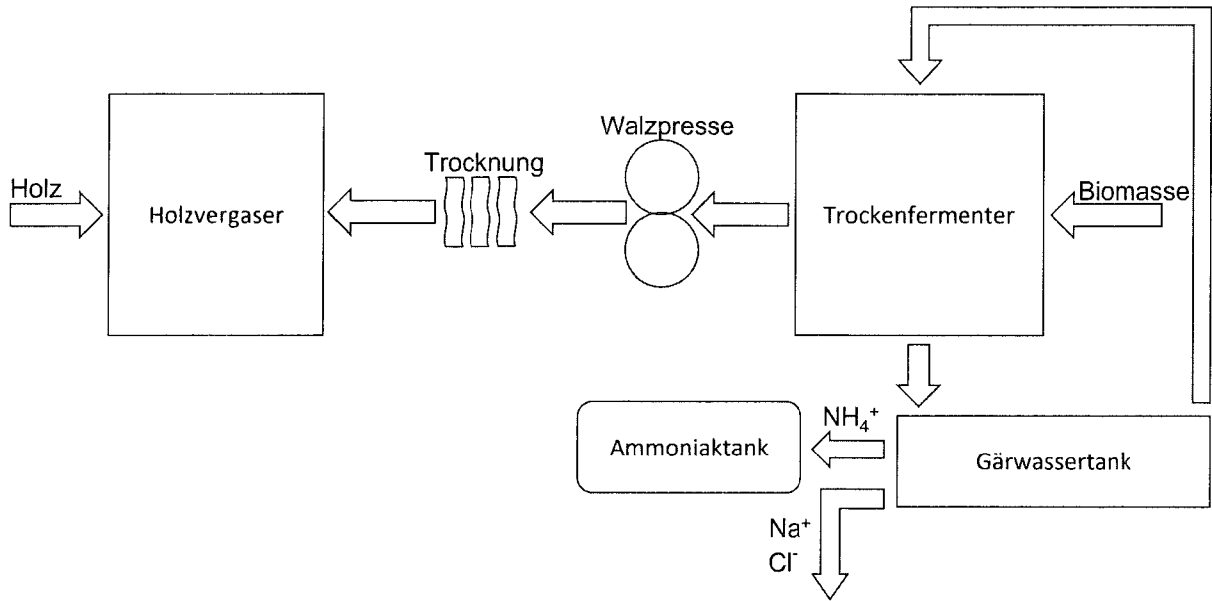 Walzpresse
Trocknung
Holz
Holzvergaser
Trockenfermenter
Biomasse
NH₄⁺
Ammoniaktank
Gärwassertank
Na⁺
Cl⁻